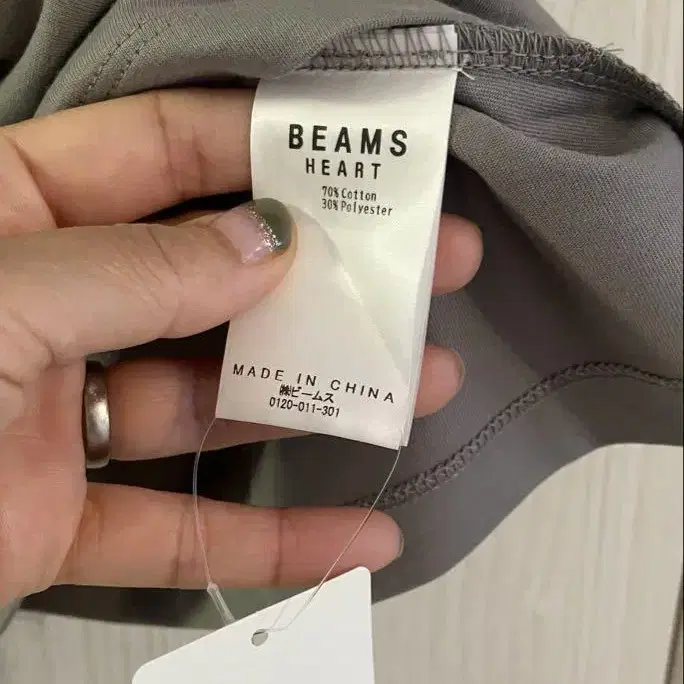 BEAMS
HEART
70% Cotton
30% Polyester
MADE IN CHINA
㈱ビームス
0120-011-301